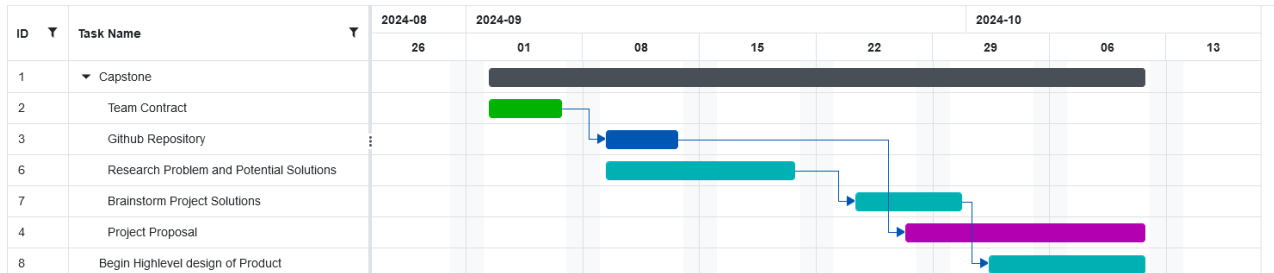 2024-08 2024-09 2024-10
ID Task Name
26 01 08 15 22 29 06 13
1 Capstone
2 Team Contract
3 Github Repository
6 Research Problem and Potential Solutions
7 Brainstorm Project Solutions
4 Project Proposal
8 Begin Highlevel design of Product